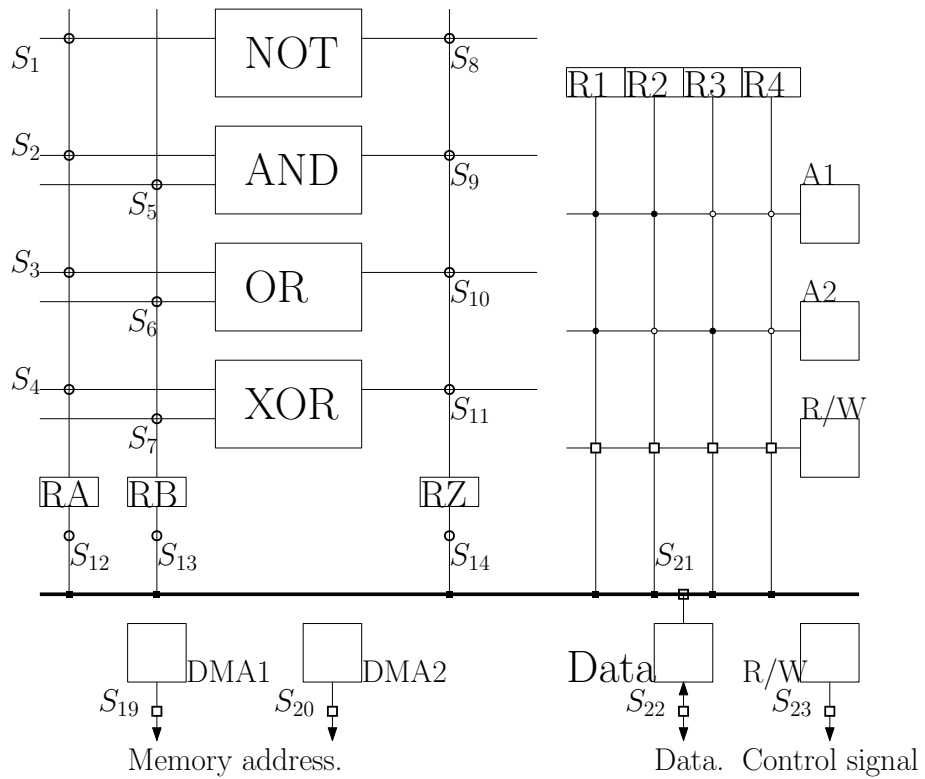 NOT
S1
S8
R1 R2 R3 R4
S2
AND
S9
A1
S5
S3
OR
S10
A2
S6
S4
XOR
S11
R/W
S7
RA RB RZ
S12 S13 S14 S21
DMA1 DMA2 Data R/W
S19 S20 S22 S23
Memory address. Data. Control signal